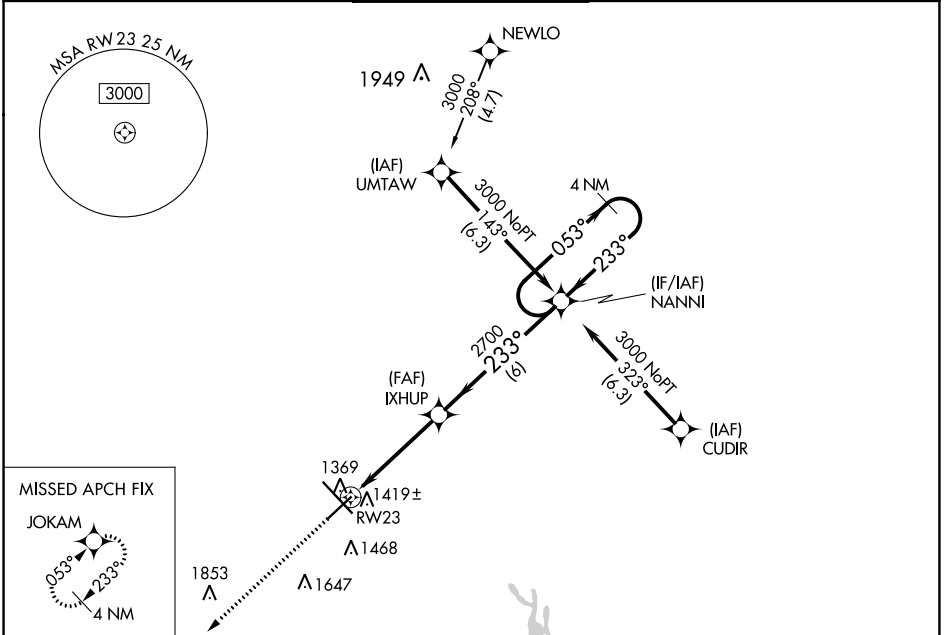 MSA RW23 25 NM
3000
NEWLO
1949
3000
208°
(4.7)
(IAF)
UMTAW
3000 NoPT
143°
(6.3)
4 NM
053°
233°
(IF/IAF)
NANNI
2700
233°
(6)
3000 NoPT
323°
(6.3)
(FAF)
IXHUP
(IAF)
CUDIR
1369
1419±
RW23
1468
1647
1853
MISSED APCH FIX
JOKAM
053°
233°
4 NM